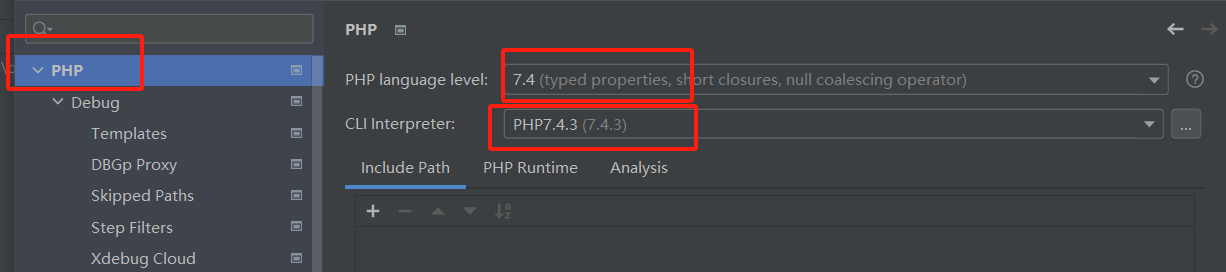 PHP
Debug
Templates
DBGp Proxy
Skipped Paths
Step Filters
Xdebug Cloud
PHP
PHP language level:
7.4 (typed properties, short closures, null coalescing operator)
CLI Interpreter:
PHP7.4.3 (7.4.3)
...
Include Path
PHP Runtime
Analysis